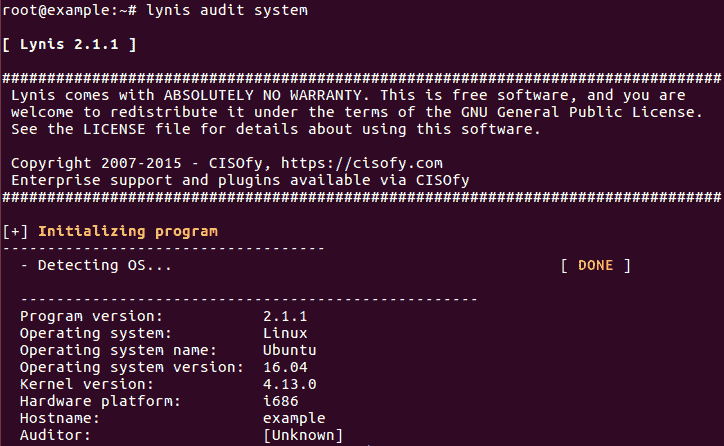 root@example:~# lynis audit system
[ Lynis 2.1.1 ]
################################################################################
Lynis comes with ABSOLUTELY NO WARRANTY. This is free software, and you are
welcome to redistribute it under the terms of the GNU General Public License.
See the LICENSE file for details about using this software.
Copyright 2007-2015 - CISOfy, https://cisofy.com
Enterprise support and plugins available via CISOfy
################################################################################
[+] Initializing program
------------------------------------
- Detecting OS... [ DONE ]
---------------------------------------------------
Program version: 2.1.1
Operating system: Linux
Operating system name: Ubuntu
Operating system version: 16.04
Kernel version: 4.13.0
Hardware platform: i686
Hostname: example
Auditor: [Unknown]